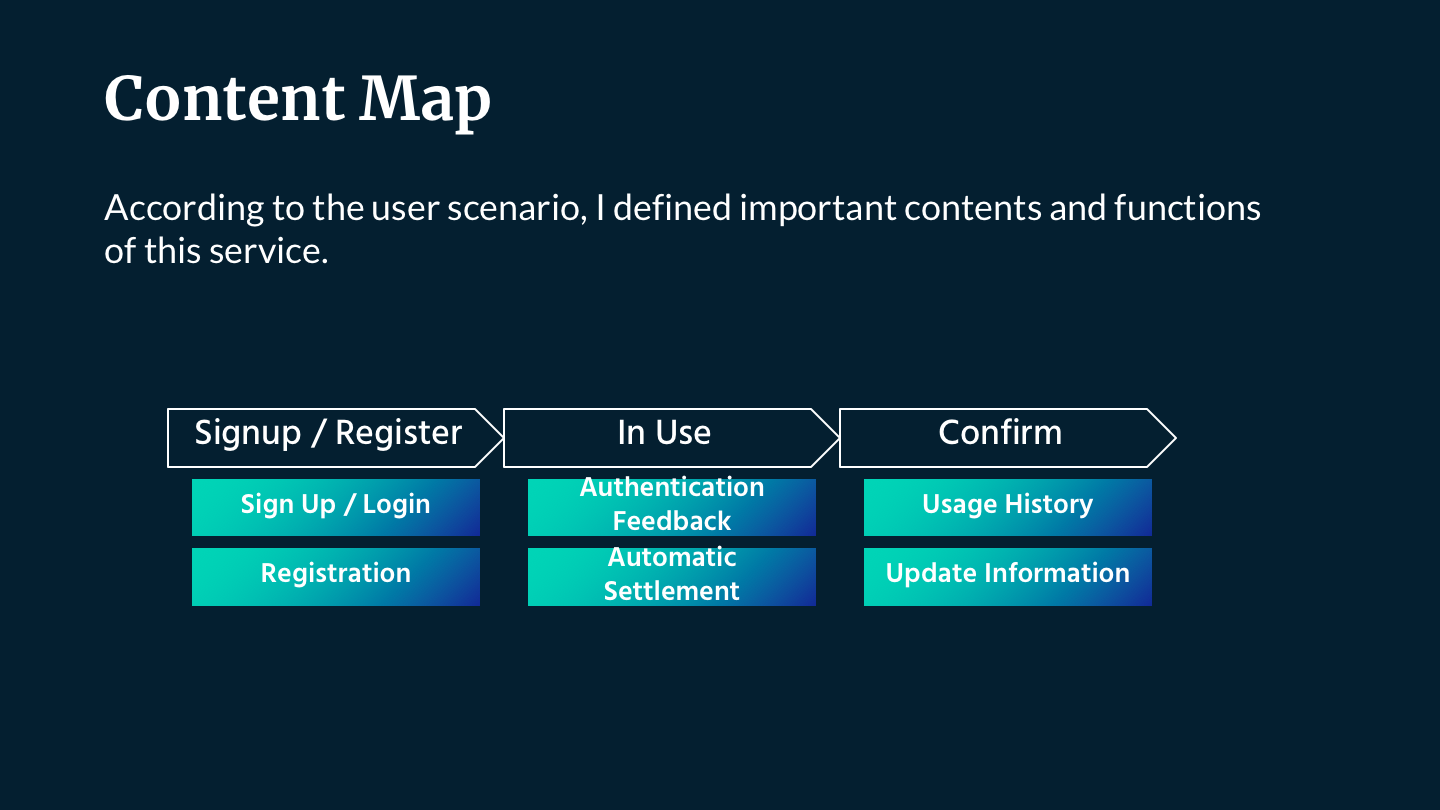 Content Map
According to the user scenario, I defined important contents and functions
of this service.
Signup / Register
In Use
Confirm
Sign Up / Login
Authentication
Feedback
Usage History
Registration
Automatic
Settlement
Update Information